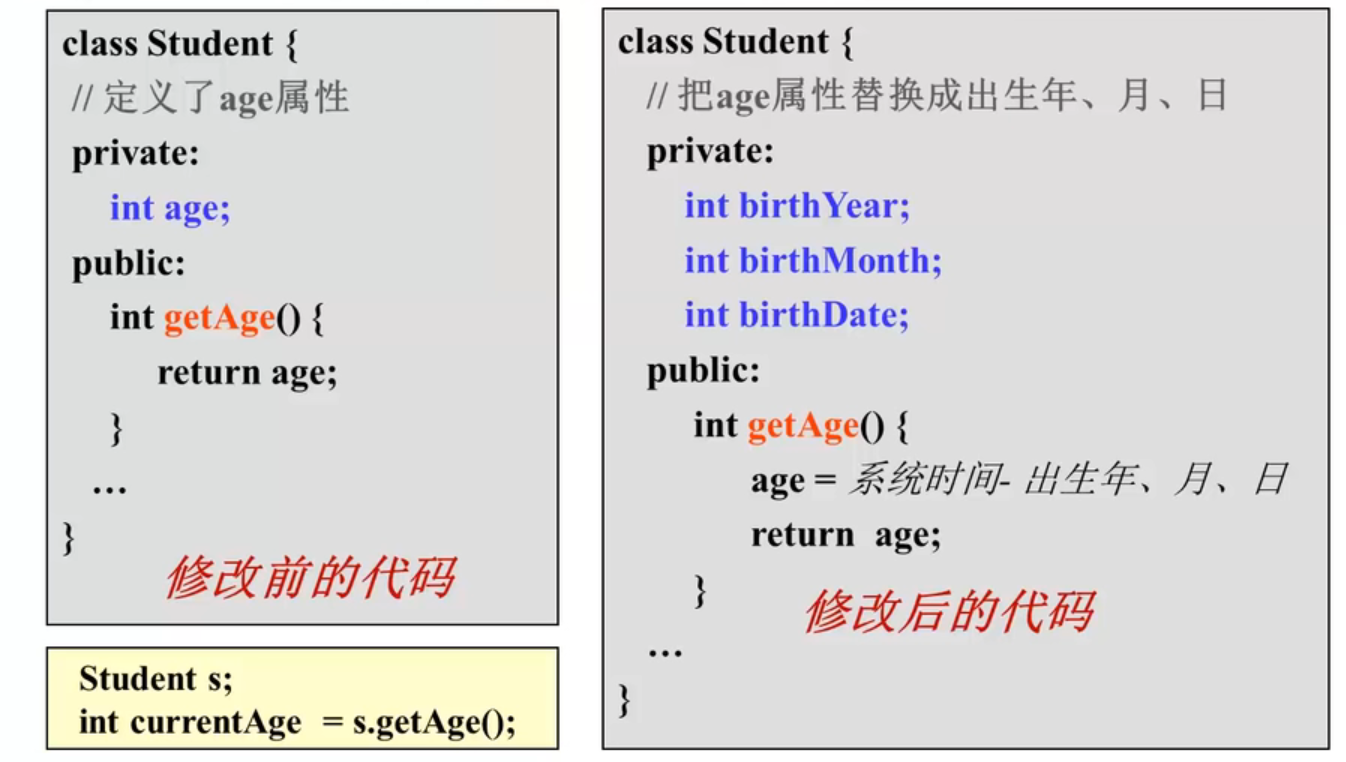 class Student {
// 定义了age属性
private:
int age;
public:
int getAge() {
return age;
}
…
}
修改前的代码
Student s;
int currentAge = s.getAge();
class Student {
// 把age属性替换成出生年、月、日
private:
int birthYear;
int birthMonth;
int birthDate;
public:
int getAge() {
age = 系统时间- 出生年、月、日
return age;
}
修改后的代码
…
}